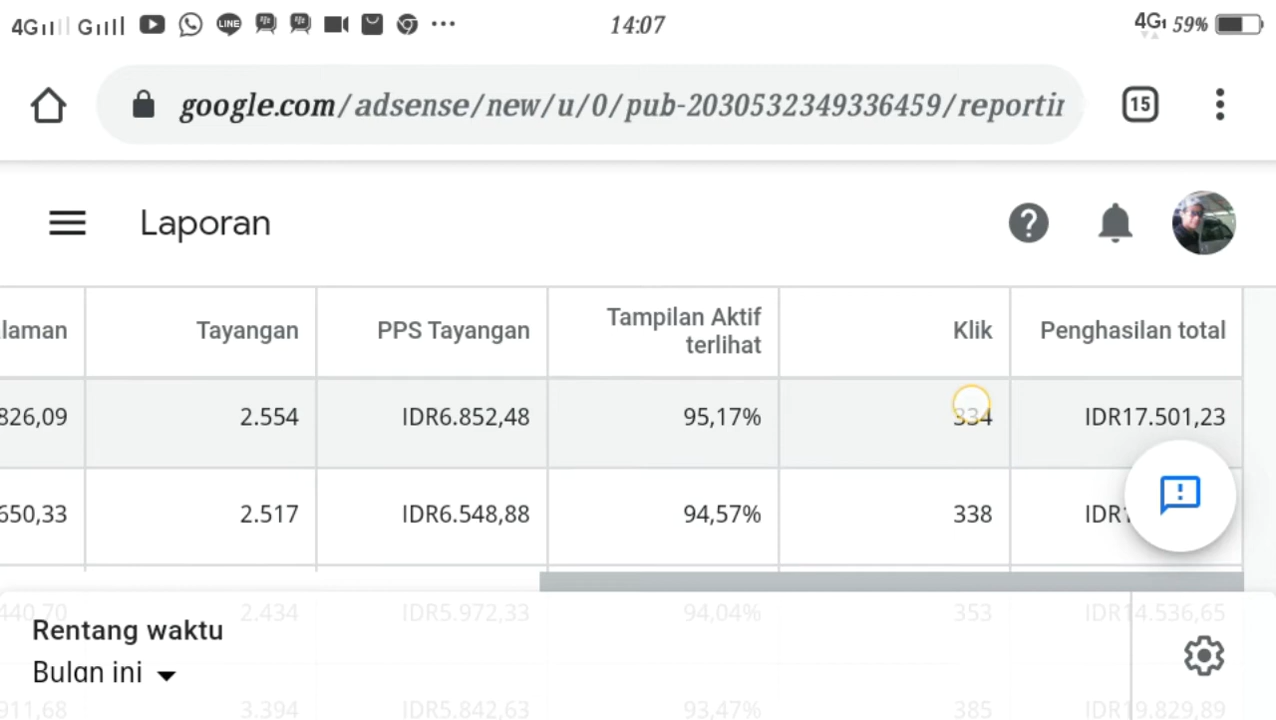 4G G LINE 14:07 4G1 59%
google.com/adsense/new/u/0/pub-2030532349336459/reportin 15
Laporan
laman Tayangan PPS Tayangan Tampilan Aktif terlihat Klik Penghasilan total
826,09 2.554 IDR6.852,48 95,17% 334 IDR17.501,23
650,33 2.517 IDR6.548,88 94,57% 338 IDR1
440,70 2.434 IDR5.972,33 94,04% 353 IDR14.536,65
Rentang waktu
Bulan ini
911,68 3.394 IDR5.842,63 93,47% 385 IDR19.829,89